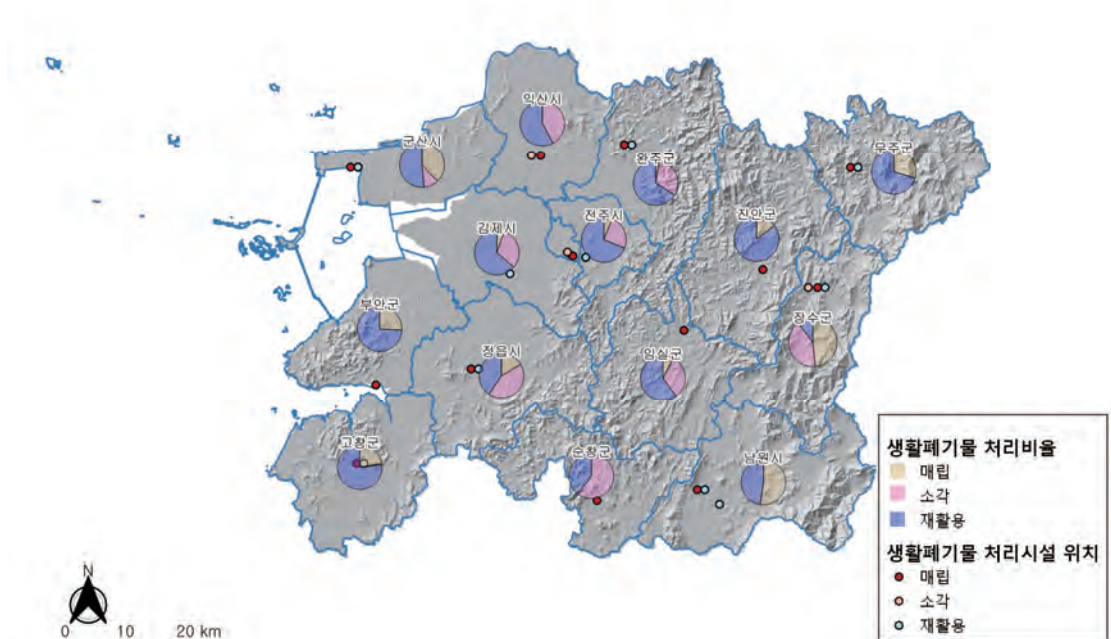 익산시
군산시
완주군
무주군
전주시
진안군
김제시
부안군
장수군
정읍시
임실군
고창군
순창군
남원시
생활폐기물 처리비율
매립
소각
재활용
생활폐기물 처리시설 위치
매립
소각
재활용
N
0 10 20 km